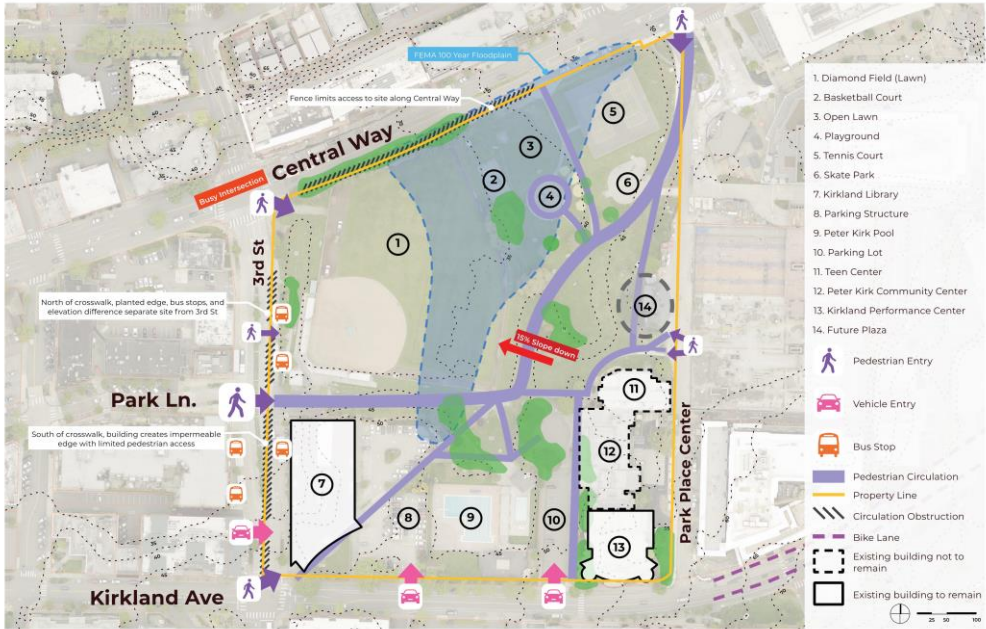 FEMA 100 Year Floodplain
Fence limits access to site along Central Way
Central Way
Busy Intersection
3rd St
North of crosswalk, planted edge, bus stops, and
elevation difference separate site from 3rd St
15% Slope down
Park Ln.
South of crosswalk, building creates impermeable
edge with limited pedestrian access
Park Place Center
Kirkland Ave
1
2
3
4
5
6
7
8
9
10
11
12
13
14
1. Diamond Field (Lawn)
2. Basketball Court
3. Open Lawn
4. Playground
5. Tennis Court
6. Skate Park
7. Kirkland Library
8. Parking Structure
9. Peter Kirk Pool
10. Parking Lot
11. Teen Center
12. Peter Kirk Community Center
13. Kirkland Performance Center
14. Future Plaza
Pedestrian Entry
Vehicle Entry
Bus Stop
Pedestrian Circulation
Property Line
Circulation Obstruction
Bike Lane
Existing building not to
remain
Existing building to remain
25 50 100